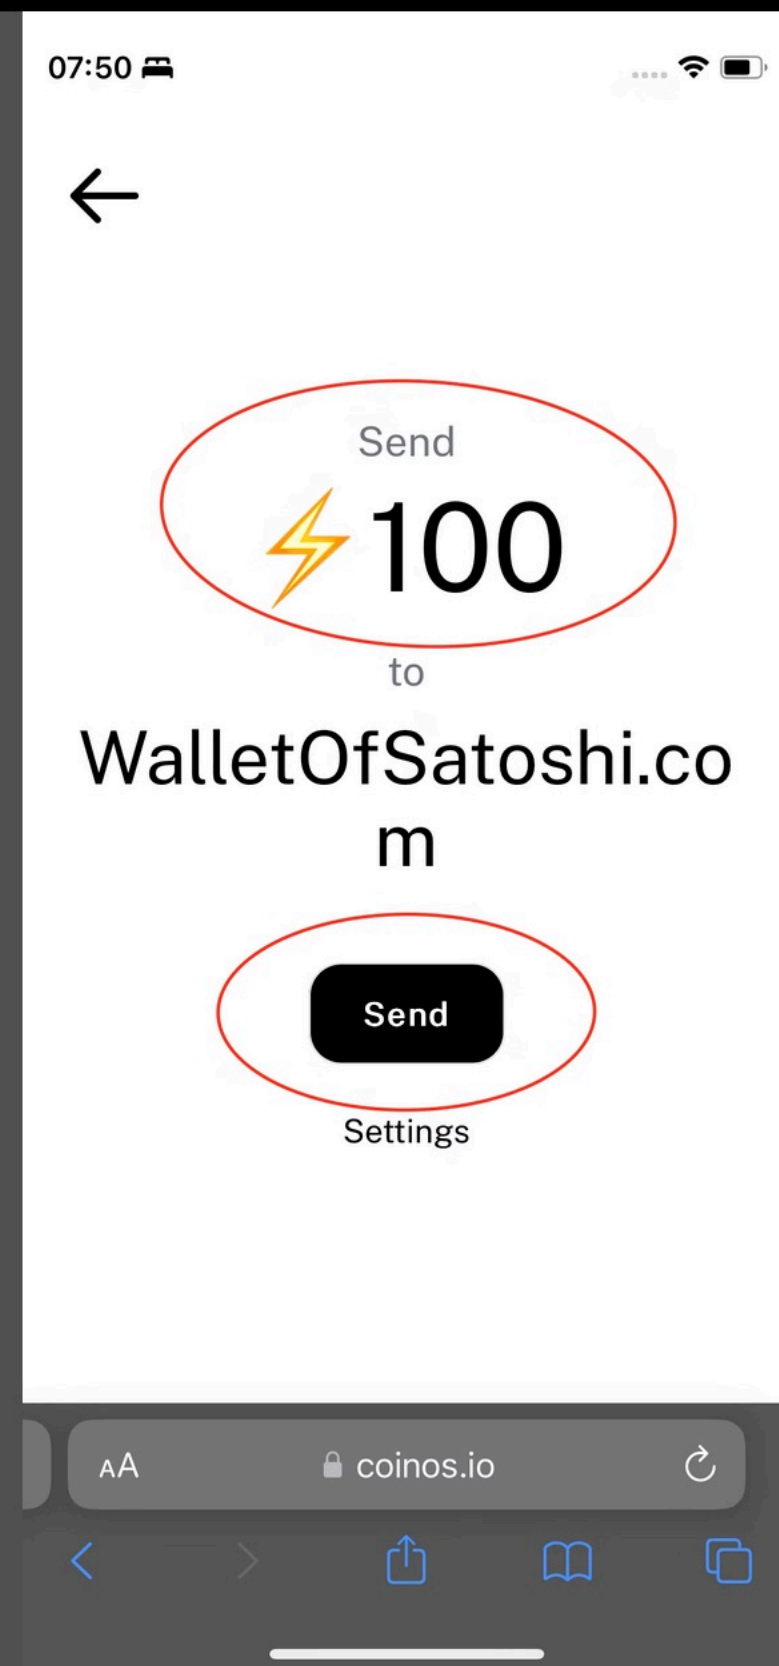 07:50
Send
⚡100
to
WalletOfSatoshi.co
m
Send
Settings
AA
coinos.io